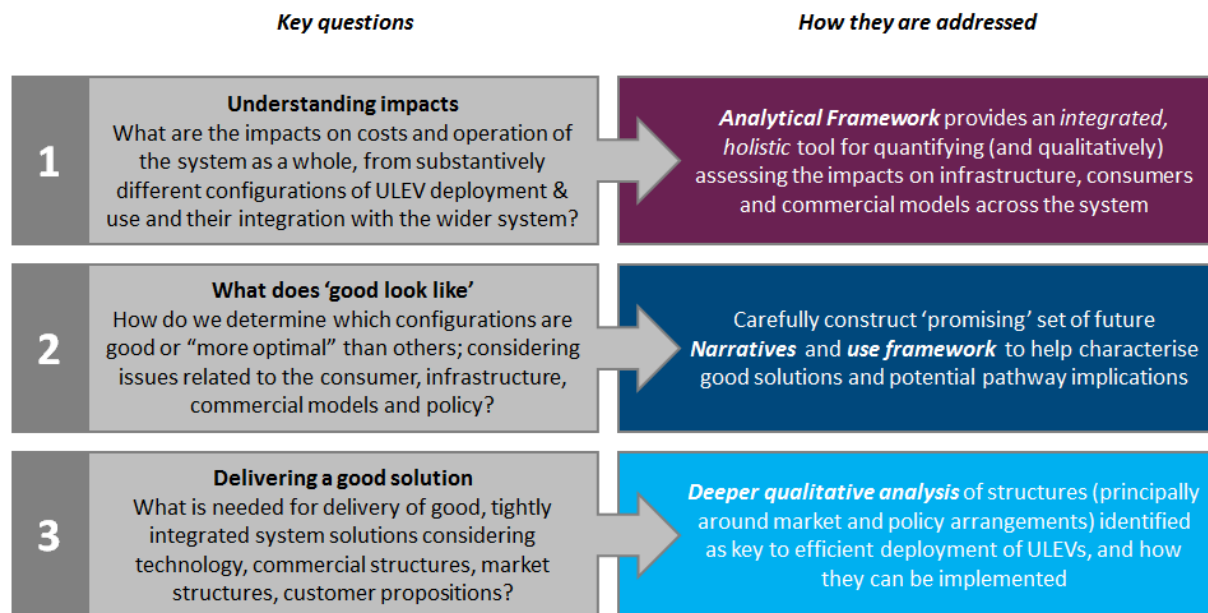 Key questions
How they are addressed
1
Understanding impacts
What are the impacts on costs and operation of
the system as a whole, from substantively
different configurations of ULEV deployment &
use and their integration with the wider system?
Analytical Framework provides an integrated,
holistic tool for quantifying (and qualitatively)
assessing the impacts on infrastructure, consumers
and commercial models across the system
2
What does ‘good look like’
How do we determine which configurations are
good or “more optimal” than others; considering
issues related to the consumer, infrastructure,
commercial models and policy?
Carefully construct ‘promising’ set of future
Narratives and use framework to help characterise
good solutions and potential pathway implications
3
Delivering a good solution
What is needed for delivery of good, tightly
integrated system solutions considering
technology, commercial structures, market
structures, customer propositions?
Deeper qualitative analysis of structures (principally
around market and policy arrangements) identified
as key to efficient deployment of ULEVs, and how
they can be implemented